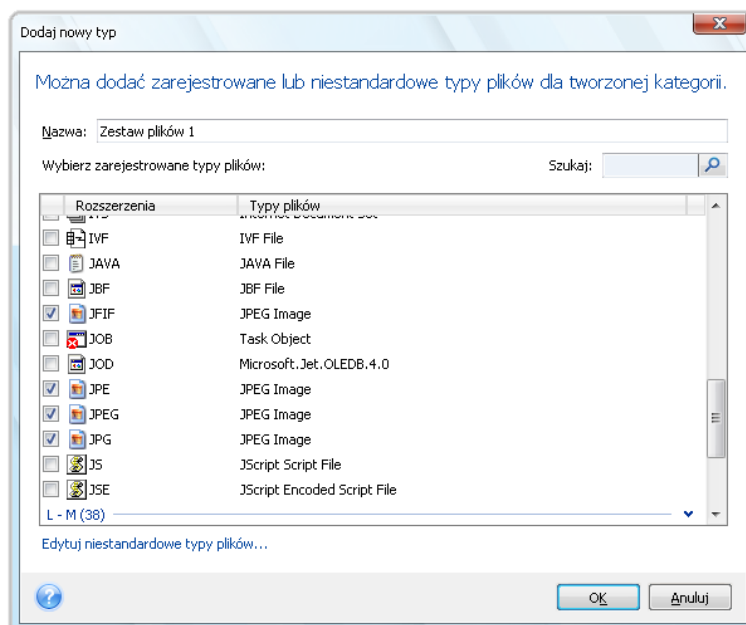 Dodaj nowy typ
Można dodać zarejestrowane lub niestandardowe typy plików dla tworzonej kategorii.
Nazwa: Zestaw plików 1
Wybierz zarejestrowane typy plików: Szukaj:
Rozszerzenia Typy plików
IVF IVF File
JAVA JAVA File
JBF JBF File
JFIF JPEG Image
JOB Task Object
JOD Microsoft.Jet.OLEDB.4.0
JPE JPEG Image
JPEG JPEG Image
JPG JPEG Image
JS JScript Script File
JSE JScript Encoded Script File
L - M (38)
Edytuj niestandardowe typy plików...
OK Anuluj